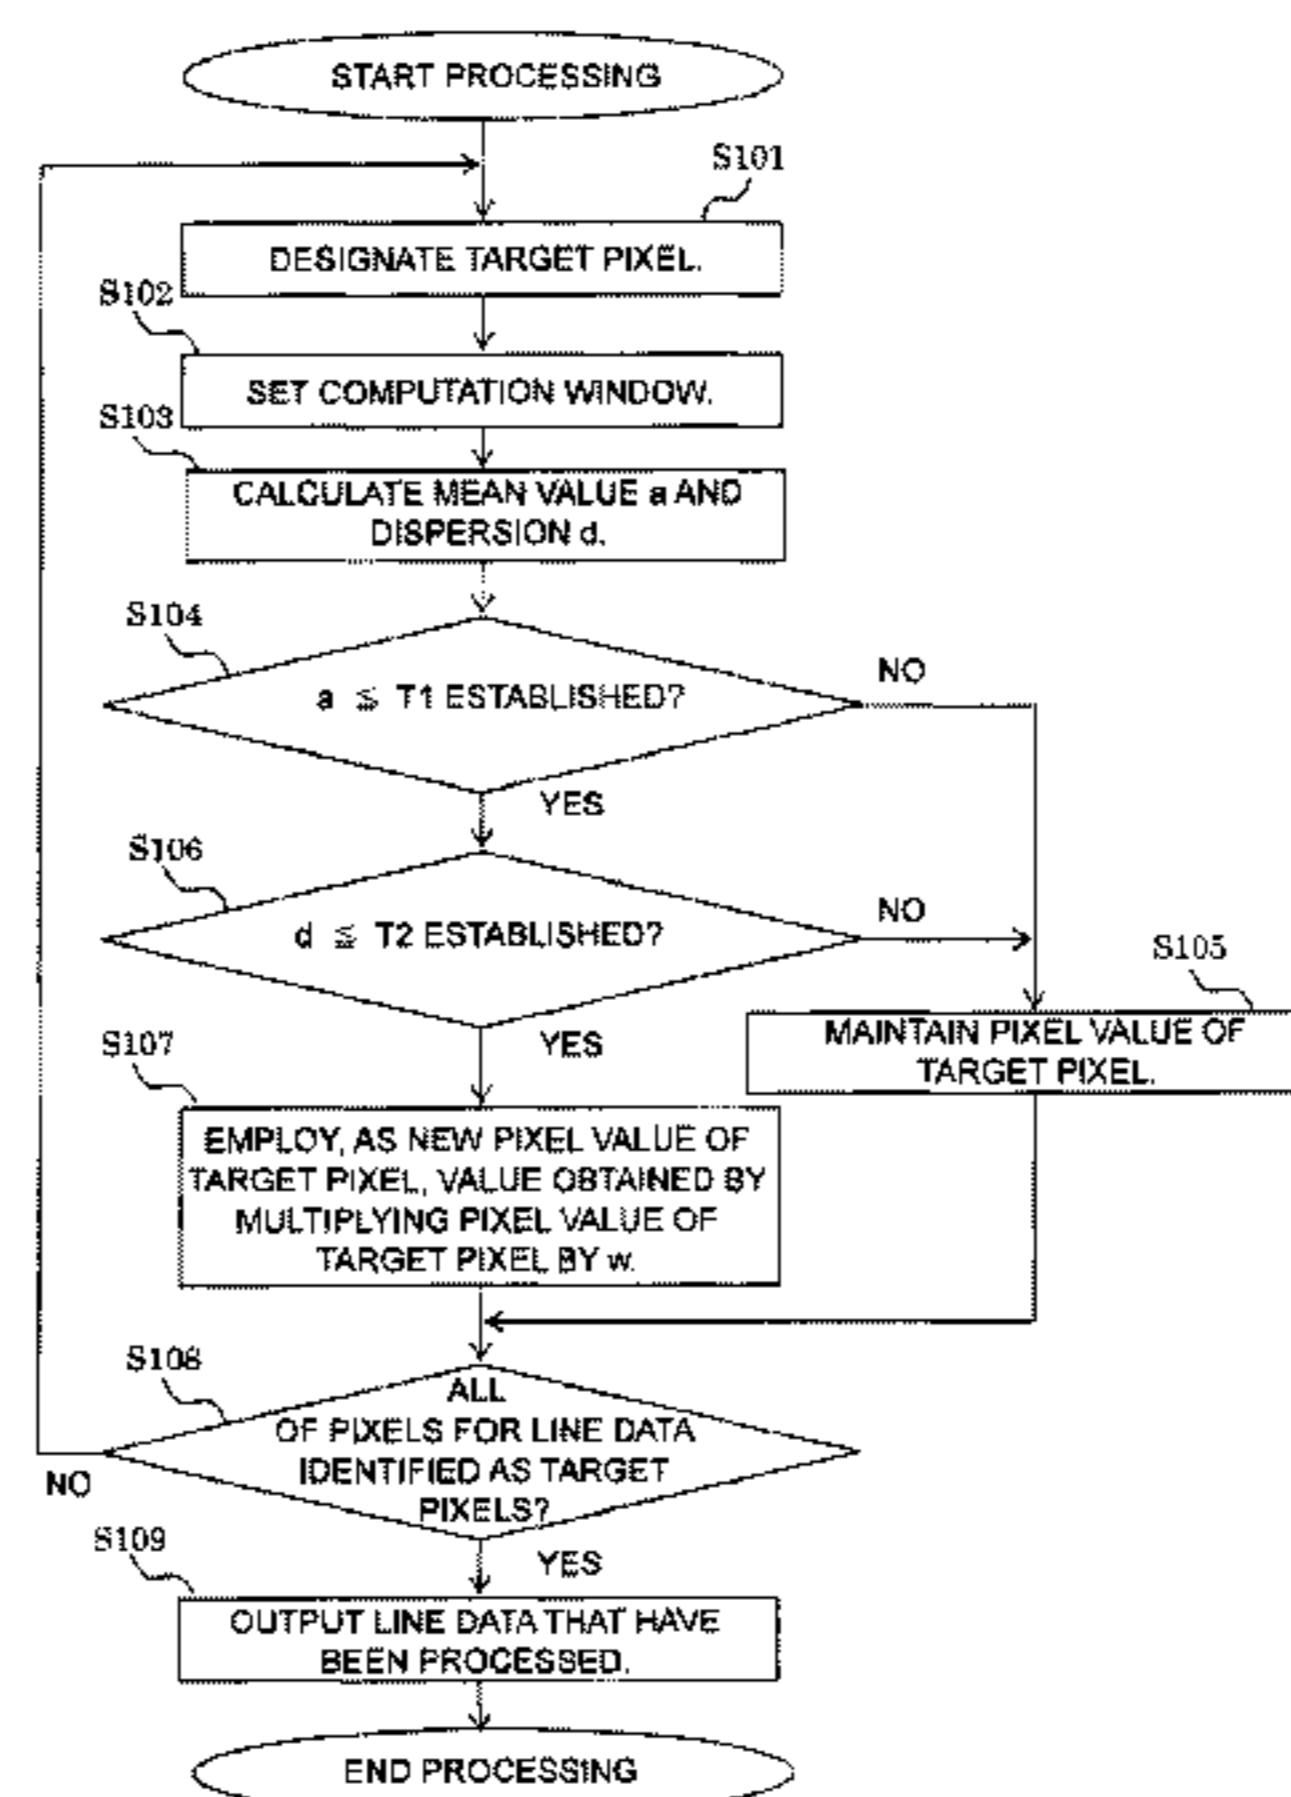 START PROCESSING
S101
DESIGNATE TARGET PIXEL.
S102
SET COMPUTATION WINDOW.
S103
CALCULATE MEAN VALUE a AND
DISPERSION d.
S104
a ≦ T1 ESTABLISHED?
NO
YES
S106
d ≦ T2 ESTABLISHED?
NO
YES
S105
MAINTAIN PIXEL VALUE OF
TARGET PIXEL.
S107
EMPLOY, AS NEW PIXEL VALUE OF
TARGET PIXEL, VALUE OBTAINED BY
MULTIPLYING PIXEL VALUE OF
TARGET PIXEL BY w.
S108
ALL
OF PIXELS FOR LINE DATA
IDENTIFIED AS TARGET
PIXELS?
NO
YES
S109
OUTPUT LINE DATA THAT HAVE
BEEN PROCESSED.
END PROCESSING